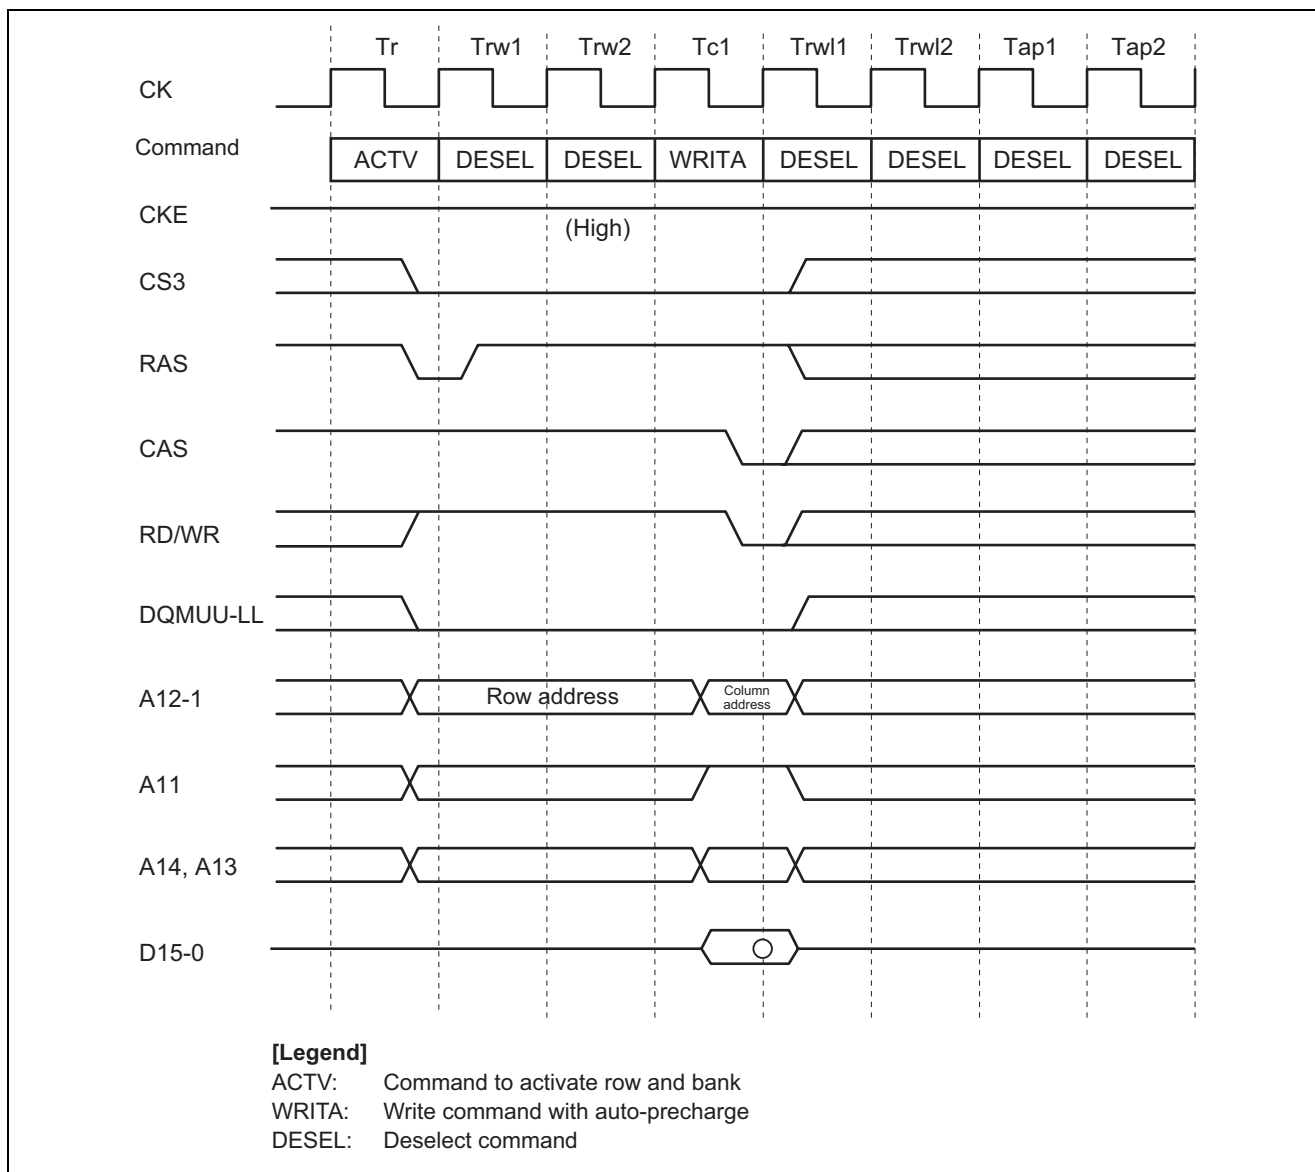 Tr Trw1 Trw2 Tc1 Trwl1 Trwl2 Tap1 Tap2
CK
Command ACTV DESEL DESEL WRITA DESEL DESEL DESEL DESEL
CKE
(High)
CS3
RAS
CAS
RD/WR
DQMUU-LL
A12-1 Row address Column
address
A11
A14, A13
D15-0
[Legend]
ACTV: Command to activate row and bank
WRITA: Write command with auto-precharge
DESEL: Deselect command